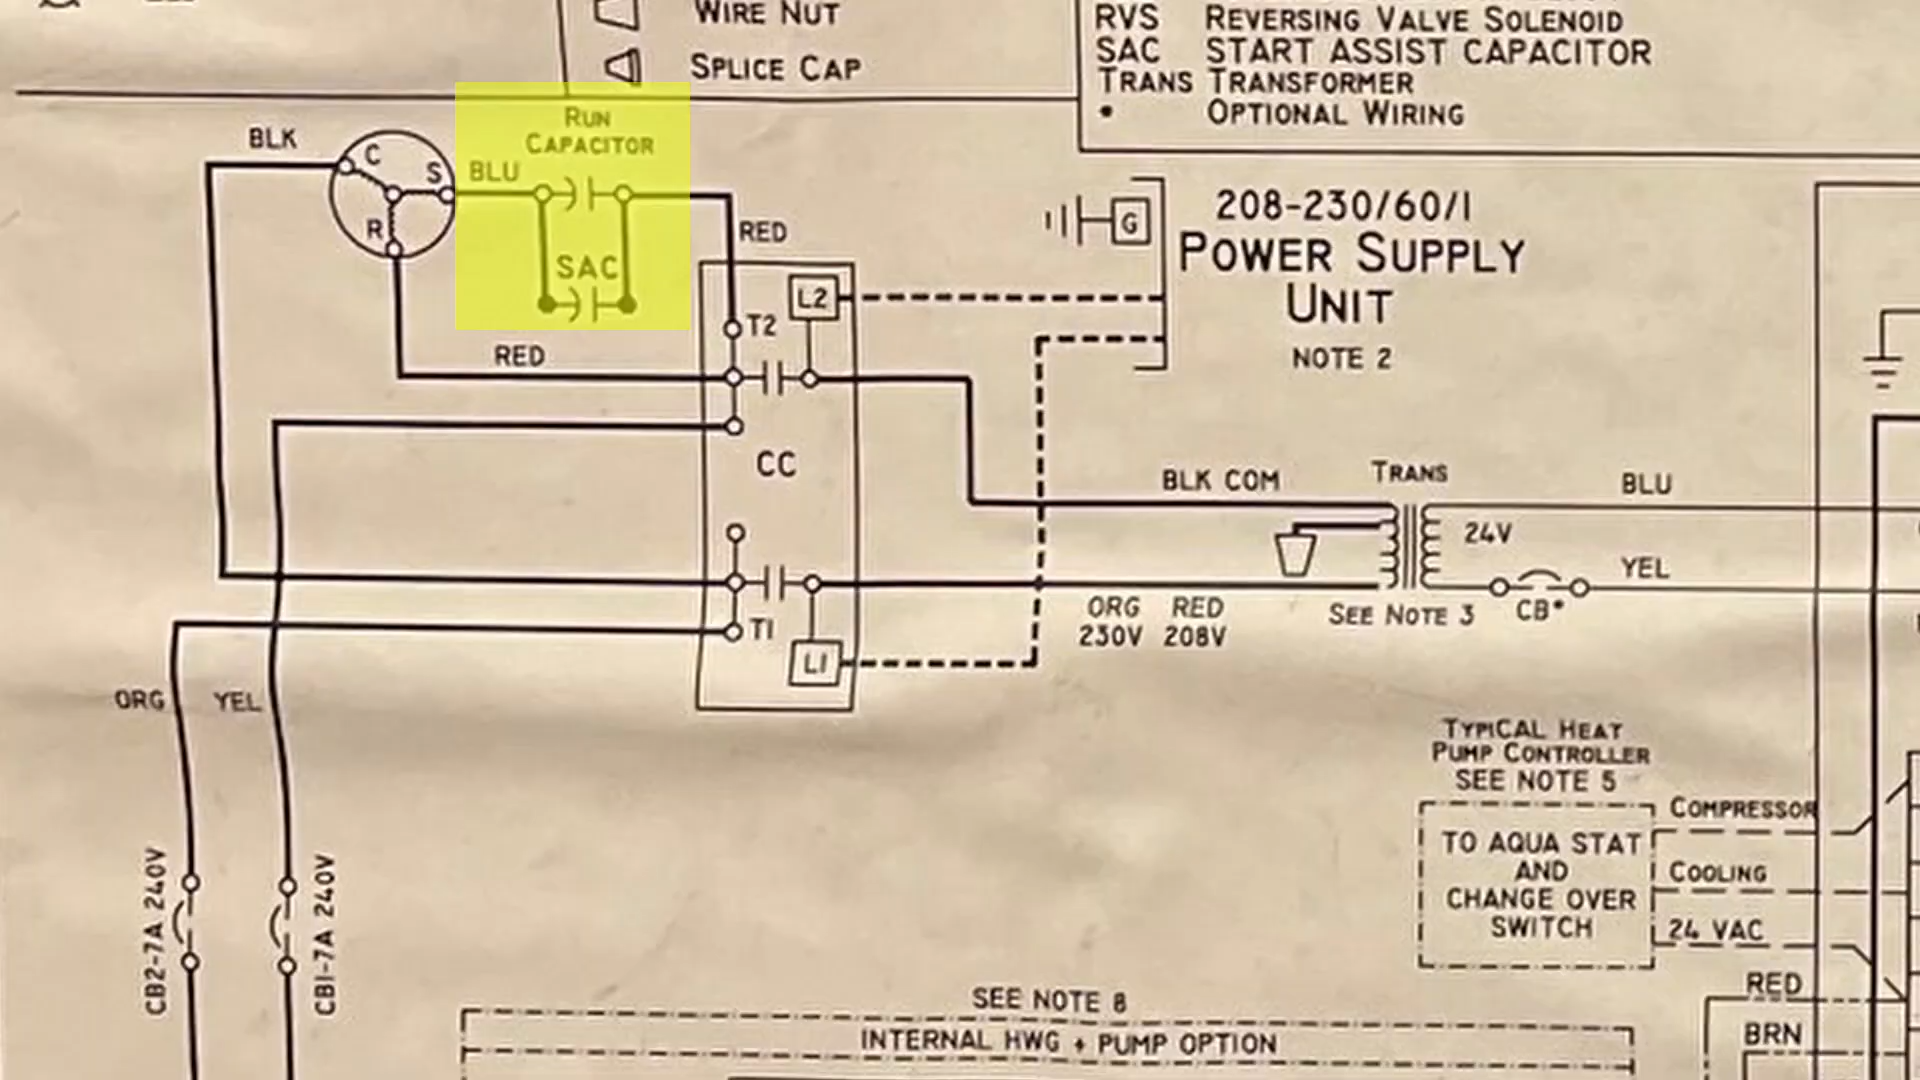 WIRE NUT
SPLICE CAP
RVS REVERSING VALVE SOLENOID
SAC START ASSIST CAPACITOR
TRANS TRANSFORMER
• OPTIONAL WIRING
RUN
CAPACITOR
BLK
C
S
R
BLU
SAC
RED
RED
T2
L2
G
208-230/60/1
POWER SUPPLY
UNIT
NOTE 2
CC
T1
L1
BLK COM
TRANS
BLU
24V
YEL
ORG RED
230V 208V
SEE NOTE 3
CB*
ORG
YEL
CB2-7A 240V
CB1-7A 240V
TYPICAL HEAT
PUMP CONTROLLER
SEE NOTE 5
TO AQUA STAT
AND
CHANGE OVER
SWITCH
COMPRESSOR
COOLING
24 VAC
RED
BRN
SEE NOTE 8
INTERNAL HWG + PUMP OPTION